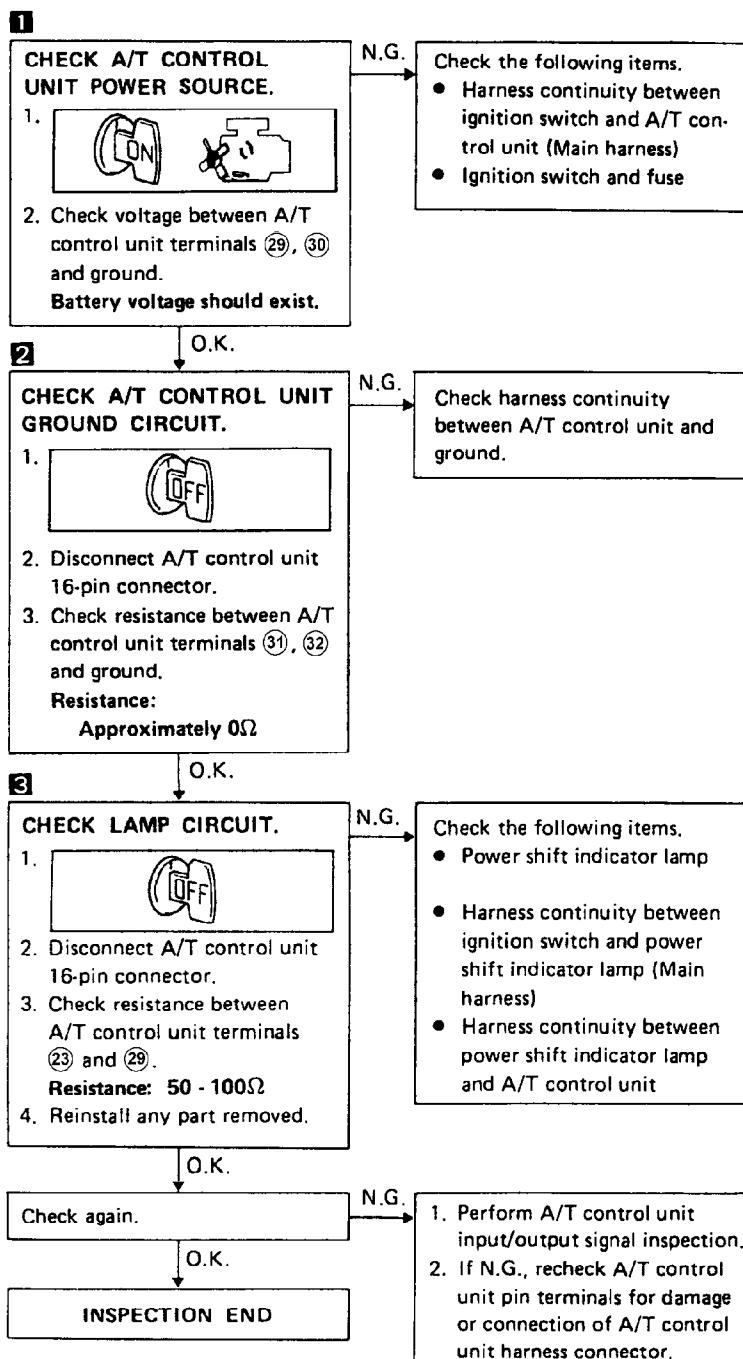 1
CHECK A/T CONTROL
UNIT POWER SOURCE.
1.
ON
2. Check voltage between A/T
control unit terminals 29, 30
and ground.
Battery voltage should exist.
N.G.
Check the following items.
● Harness continuity between
ignition switch and A/T con-
trol unit (Main harness)
● Ignition switch and fuse
O.K.
2
CHECK A/T CONTROL UNIT
GROUND CIRCUIT.
1.
OFF
2. Disconnect A/T control unit
16-pin connector.
3. Check resistance between A/T
control unit terminals 31, 32
and ground.
Resistance:
Approximately 0Ω
N.G.
Check harness continuity
between A/T control unit and
ground.
O.K.
3
CHECK LAMP CIRCUIT.
1.
OFF
2. Disconnect A/T control unit
16-pin connector.
3. Check resistance between
A/T control unit terminals
23 and 29.
Resistance: 50 - 100Ω
4. Reinstall any part removed.
N.G.
Check the following items.
● Power shift indicator lamp
● Harness continuity between
ignition switch and power
shift indicator lamp (Main
harness)
● Harness continuity between
power shift indicator lamp
and A/T control unit
O.K.
Check again.
N.G.
1. Perform A/T control unit
input/output signal inspection.
2. If N.G., recheck A/T control
unit pin terminals for damage
or connection of A/T control
unit harness connector.
O.K.
INSPECTION END